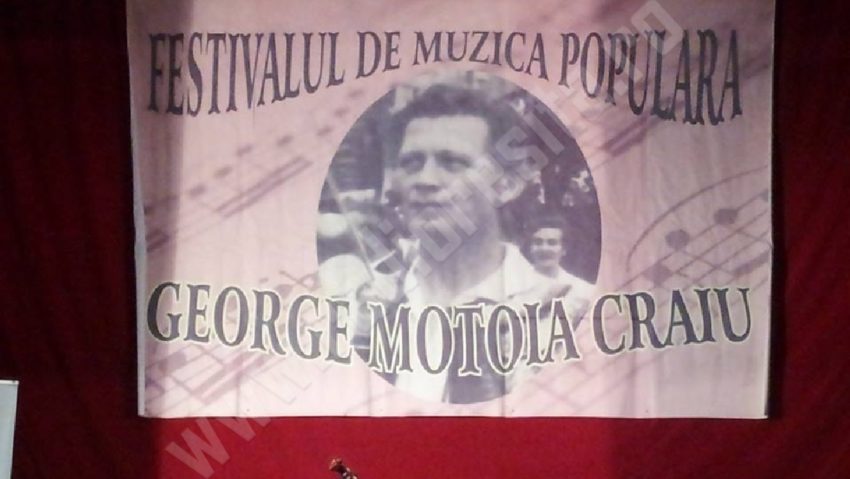 FESTIVALUL DE MUZICA POPULARA
GEORGE MOTOIA CRAIU